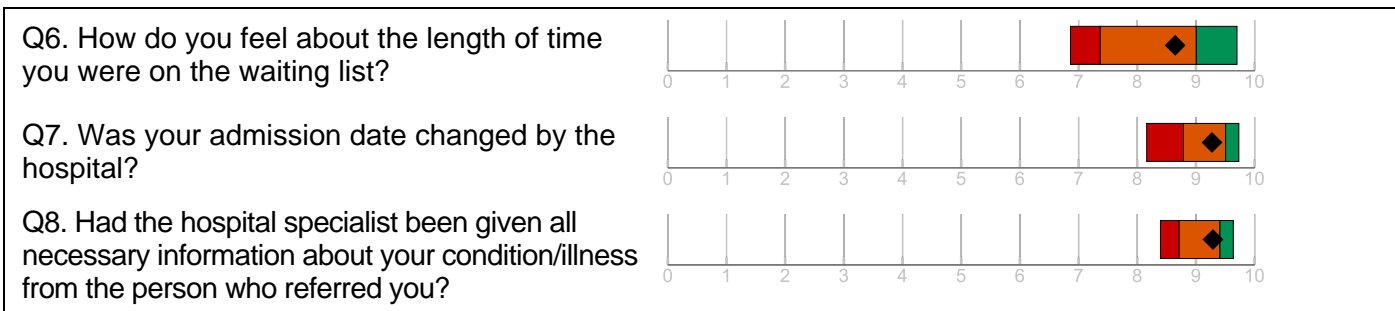 Q6. How do you feel about the length of time
you were on the waiting list?
0 1 2 3 4 5 6 7 8 9 10
Q7. Was your admission date changed by the
hospital?
0 1 2 3 4 5 6 7 8 9 10
Q8. Had the hospital specialist been given all
necessary information about your condition/illness
from the person who referred you?
0 1 2 3 4 5 6 7 8 9 10